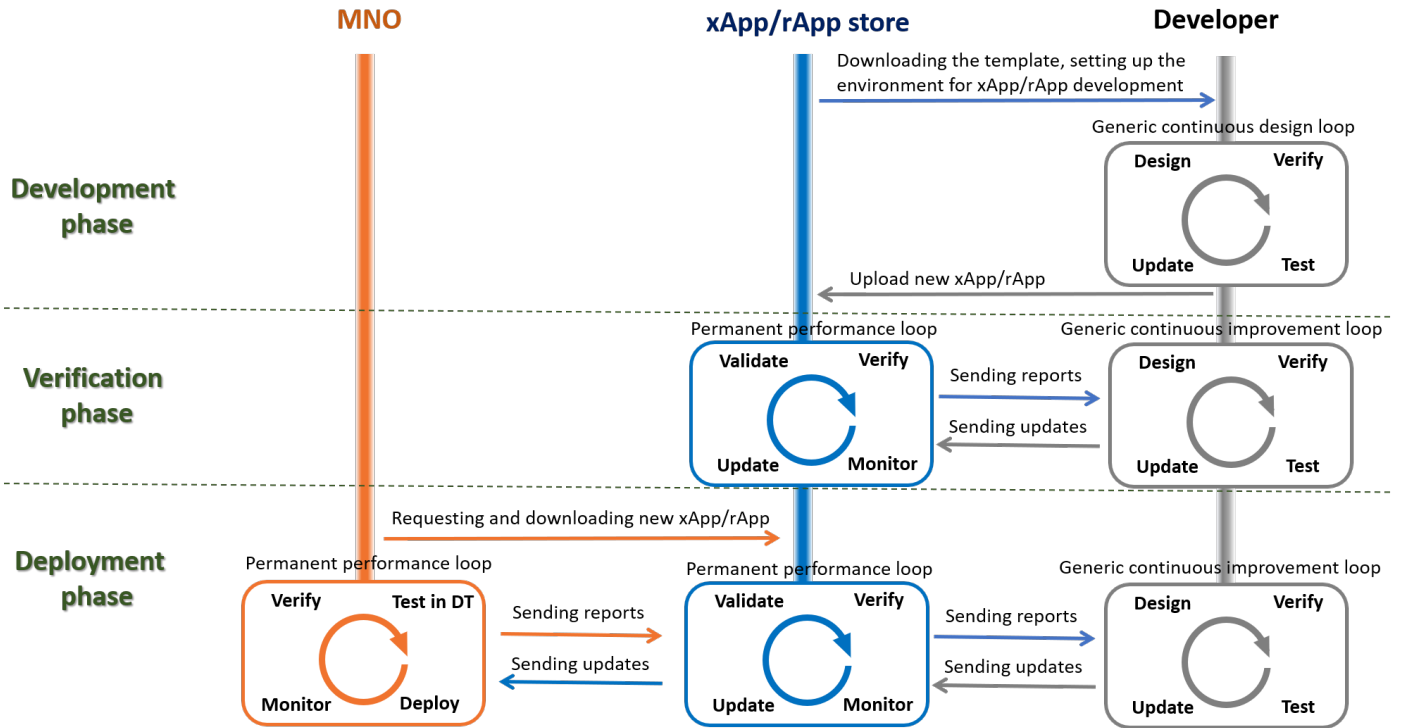 MNO
xApp/rApp store
Developer
Downloading the template, setting up the
environment for xApp/rApp development
Generic continuous design loop
Design
Verify
Development
phase
Update
Test
Upload new xApp/rApp
Permanent performance loop
Generic continuous improvement loop
Validate
Verify
Design
Verify
Verification
phase
Sending reports
Sending updates
Update
Monitor
Update
Test
Requesting and downloading new xApp/rApp
Deployment
phase
Permanent performance loop
Permanent performance loop
Generic continuous improvement loop
Verify
Test in DT
Validate
Verify
Design
Verify
Sending reports
Sending reports
Sending updates
Sending updates
Monitor
Deploy
Update
Monitor
Update
Test